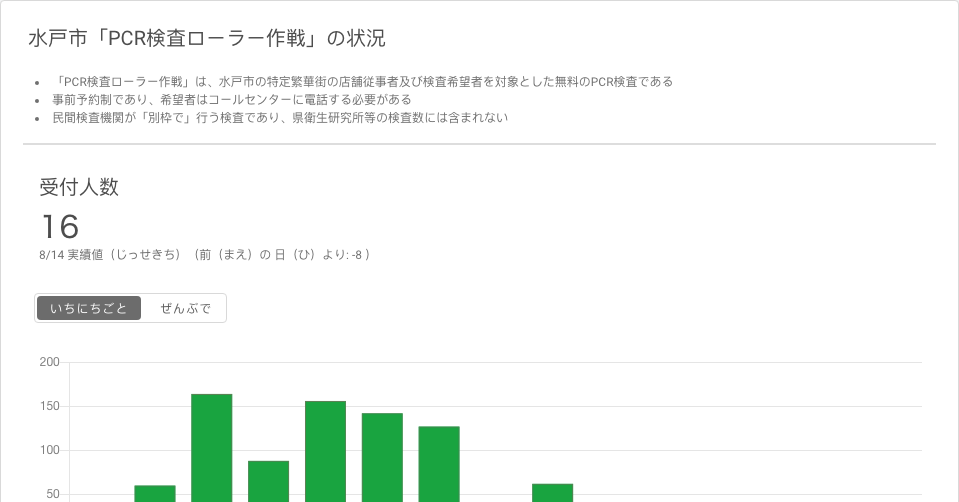 水戸市「PCR検査ローラー作戦」の状況
「PCR検査ローラー作戦」は、水戸市の特定繁華街の店舗従事者及び検査希望者を対象とした無料のPCR検査である
事前予約制であり、希望者はコールセンターに電話する必要がある
民間検査機関が「別枠で」行う検査であり、県衛生研究所等の検査数には含まれない
受付人数
16
8/14 実績値（じっせきち）（前（まえ）の 日（ひ）より: -8 ）
いちにちごと ぜんぶで
200
150
100
50